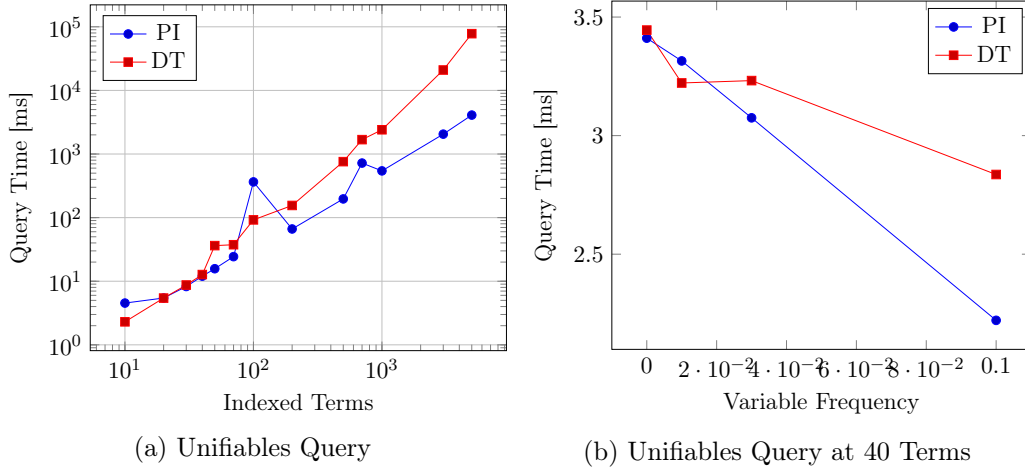 10^5
10^4
10^3
10^2
10^1
10^0
Query Time [ms]
PI
DT
10^1
10^2
10^3
Indexed Terms
(a) Unifiables Query
3.5
3
2.5
Query Time [ms]
PI
DT
0
2 · 10^-2
4 · 10^-2
6 · 10^-2
8 · 10^-2
0.1
Variable Frequency
(b) Unifiables Query at 40 Terms